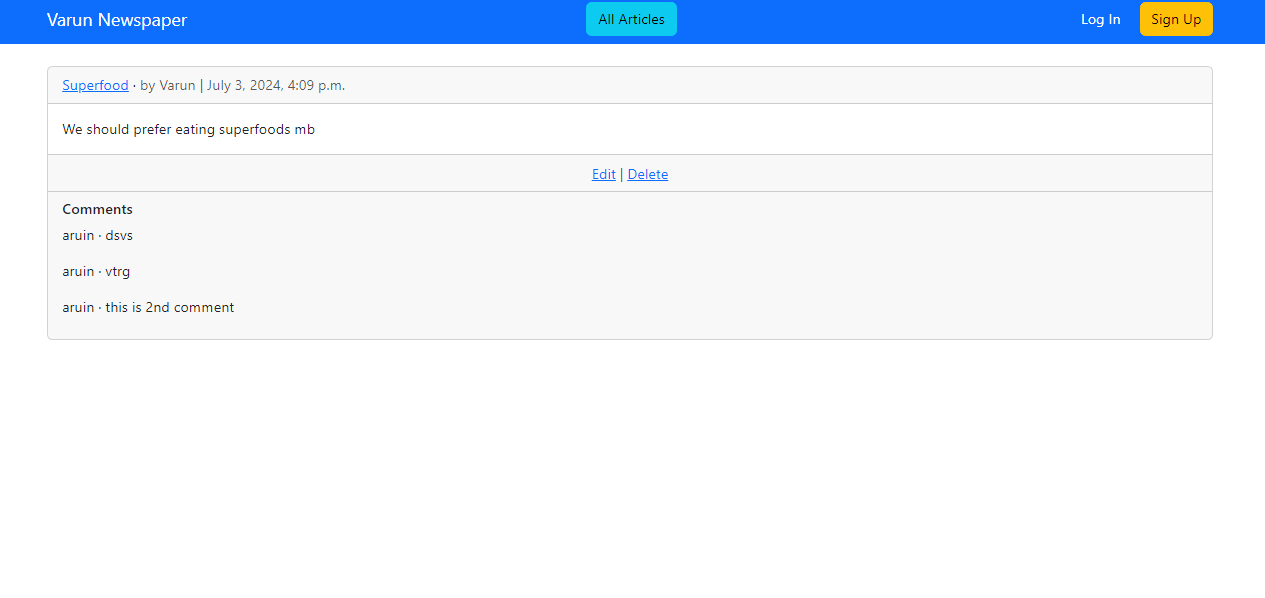 Varun Newspaper All Articles Log In Sign Up
Superfood · by Varun | July 3, 2024, 4:09 p.m.
We should prefer eating superfoods mb
Edit | Delete
Comments
aruin · dsvs
aruin · vtrg
aruin · this is 2nd comment